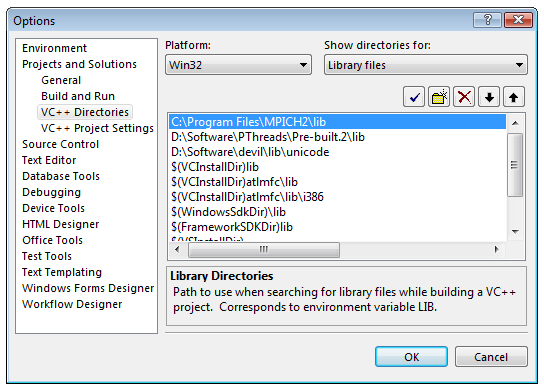 Options
Environment
Projects and Solutions
General
Build and Run
VC++ Directories
VC++ Project Settings
Source Control
Text Editor
Database Tools
Debugging
Device Tools
HTML Designer
Office Tools
Test Tools
Text Templating
Windows Forms Designer
Workflow Designer
Platform:
Win32
Show directories for:
Library files
C:\Program Files\MPICH2\lib
D:\Software\PThreads\Pre-built.2\lib
D:\Software\devil\lib\unicode
$(VCInstallDir)lib
$(VCInstallDir)atlmfc\lib
$(VCInstallDir)atlmfc\lib\i386
$(WindowsSdkDir)\lib
$(FrameworkSDKDir)lib
$(VSInstallDir)
Library Directories
Path to use when searching for library files while building a VC++
project.  Corresponds to environment variable LIB.
OK
Cancel